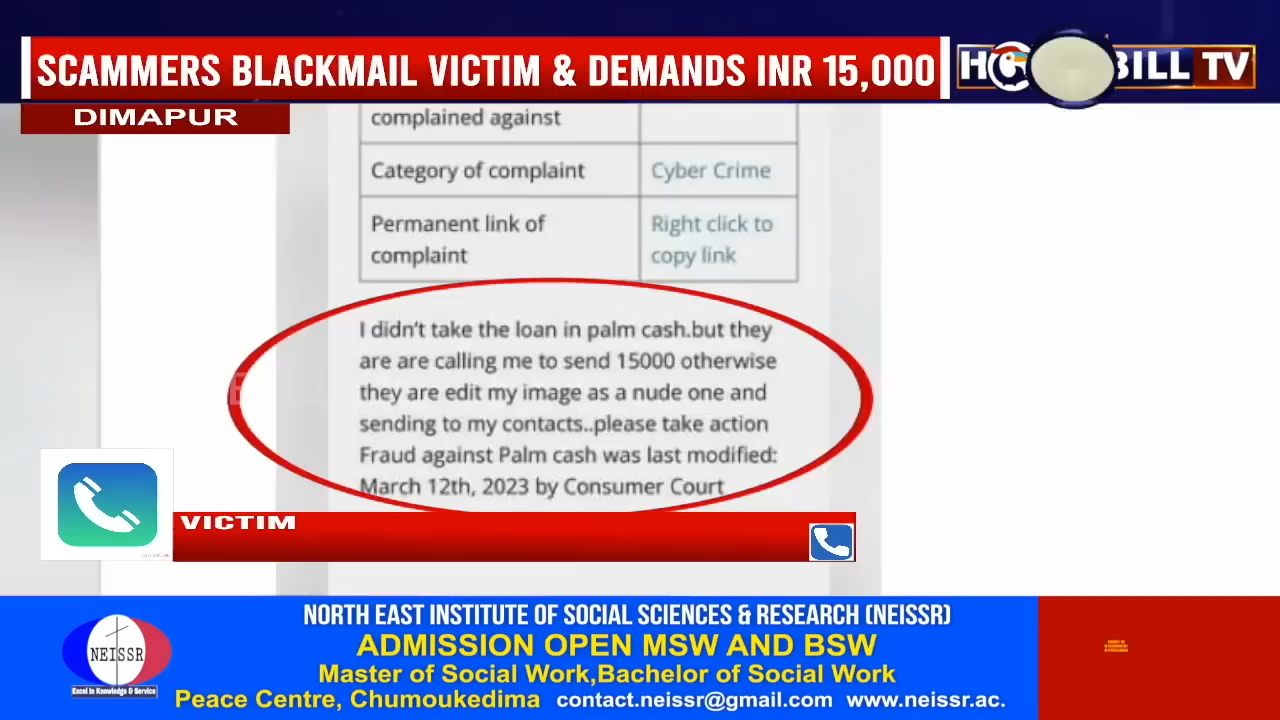 SCAMMERS BLACKMAIL VICTIM & DEMANDS INR 15,000
BILL TV
DIMAPUR
complained against
Category of complaint
Cyber Crime
Permanent link of
complaint
Right click to
copy link
I didn't take the loan in palm cash.but they
are are calling me to send 15000 otherwise
they are edit my image as a nude one and
sending to my contacts..please take action
Fraud against Palm cash was last modified:
March 12th, 2023 by Consumer Court
VICTIM
NORTH EAST INSTITUTE OF SOCIAL SCIENCES & RESEARCH (NEISSR)
ADMISSION OPEN MSW AND BSW
Master of Social Work,Bachelor of Social Work
Peace Centre, Chumoukedima contact.neissr@gmail.com www.neissr.ac.
NEISSR
Excel in Knowledge & Service